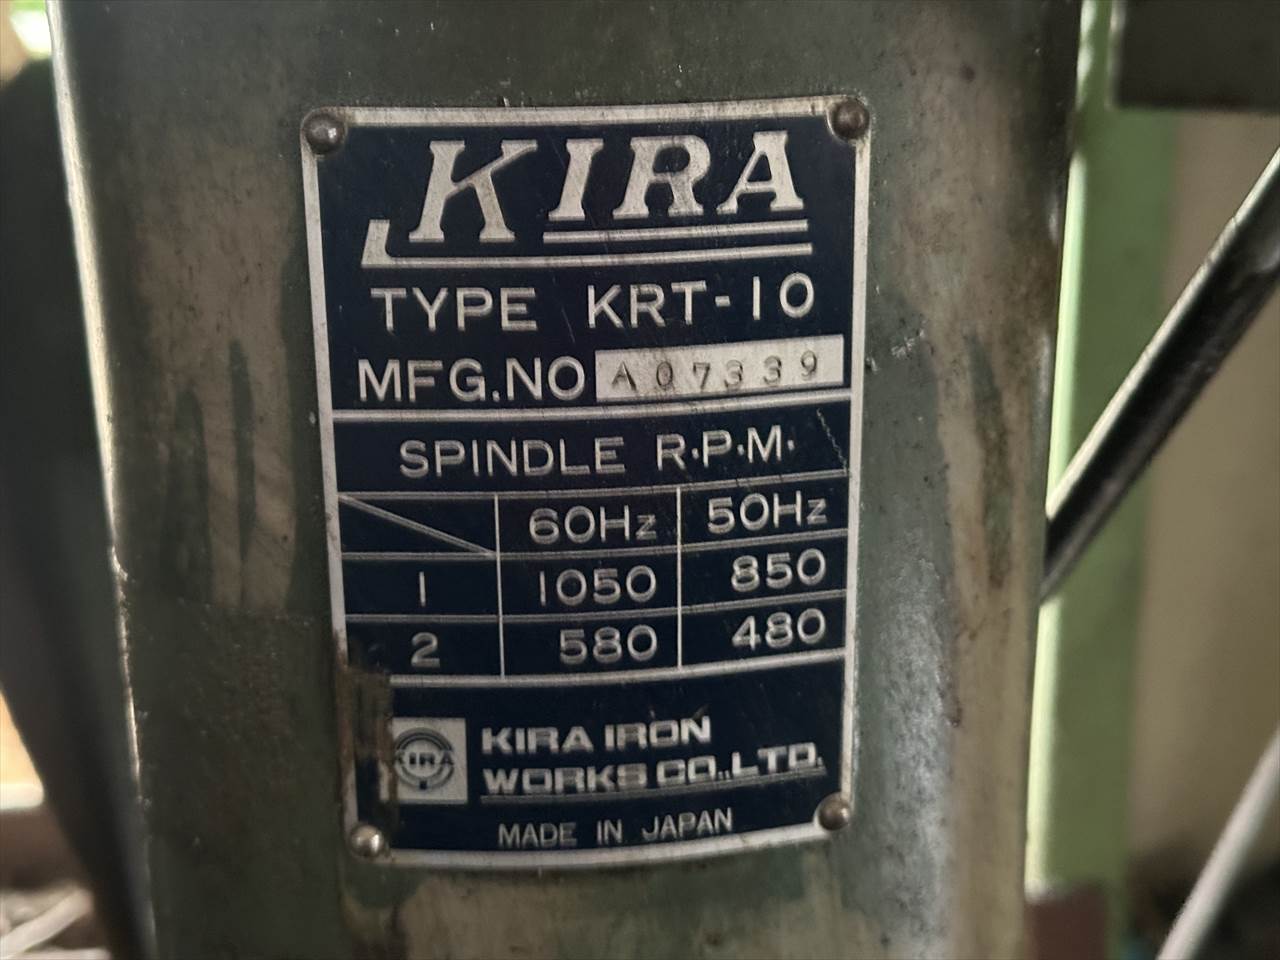 KIRA
TYPE KRT-10
MFG.NO A07339
SPINDLE R.P.M.
60Hz 50Hz
1 1050 850
2 580 480
KIRA
KIRA IRON
WORKS CO.,LTD.
MADE IN JAPAN